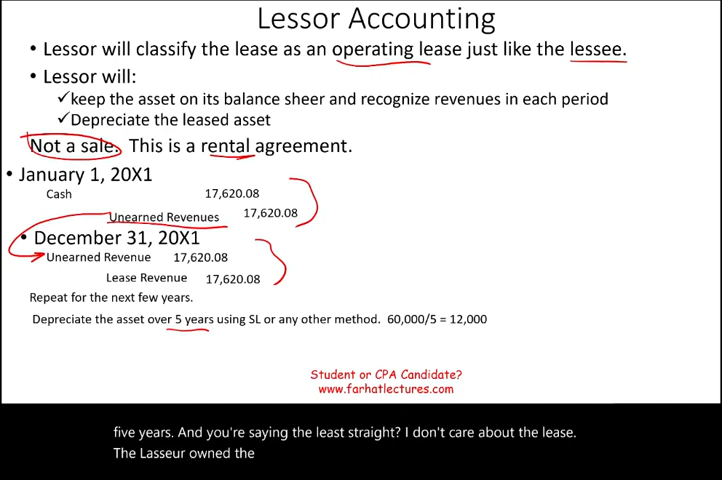 Lessor Accounting
• Lessor will classify the lease as an operating lease just like the lessee.
• Lessor will:
✓keep the asset on its balance sheer and recognize revenues in each period
✓Depreciate the leased asset
Not a sale. This is a rental agreement.
• January 1, 20X1
Cash 17,620.08
Unearned Revenues 17,620.08
• December 31, 20X1
Unearned Revenue 17,620.08
Lease Revenue 17,620.08
Repeat for the next few years.
Depreciate the asset over 5 years using SL or any other method. 60,000/5 = 12,000
Student or CPA Candidate?
www.farhatlectures.com
five years. And you're saying the least straight? I don't care about the lease.
The Lasseur owned the